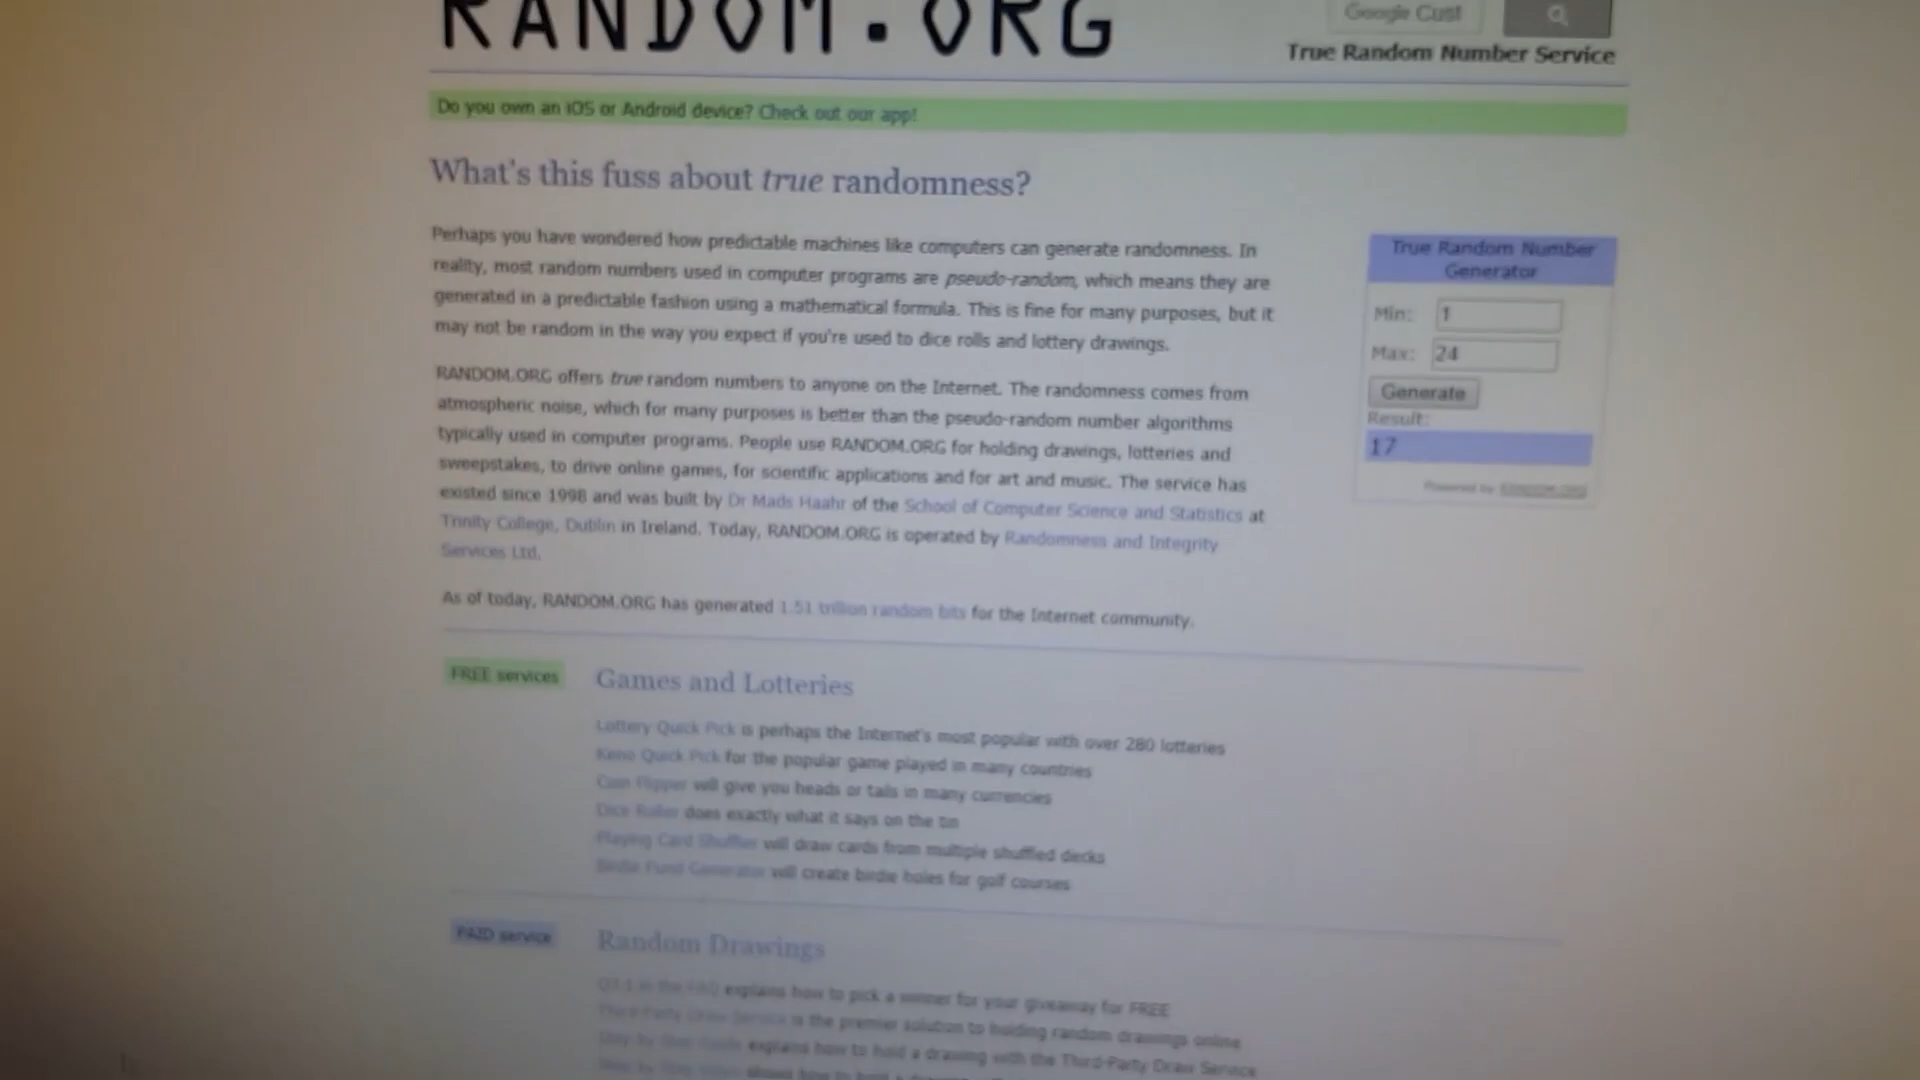 RANDOM.ORG
Google Cust
True Random Number Service
Do you own an iOS or Android device? Check out our app!
What's this fuss about true randomness?
Perhaps you have wondered how predictable machines like computers can generate randomness. In
reality, most random numbers used in computer programs are pseudo-random, which means they are
generated in a predictable fashion using a mathematical formula. This is fine for many purposes, but it
may not be random in the way you expect if you're used to dice rolls and lottery drawings.
RANDOM.ORG offers true random numbers to anyone on the Internet. The randomness comes from
atmospheric noise, which for many purposes is better than the pseudo-random number algorithms
typically used in computer programs. People use RANDOM.ORG for holding drawings, lotteries and
sweepstakes, to drive online games, for scientific applications and for art and music. The service has
existed since 1998 and was built by Dr Mads Haahr of the School of Computer Science and Statistics at
Trinity College, Dublin in Ireland. Today, RANDOM.ORG is operated by Randomness and Integrity
Services Ltd.
As of today, RANDOM.ORG has generated 1.51 trillion random bits for the Internet community.
True Random Number
Generator
Min: 1
Max: 24
Generate
Result:
17
Powered by RANDOM.ORG
FREE services
Games and Lotteries
Lottery Quick Pick is perhaps the Internet's most popular with over 280 lotteries
Keno Quick Pick for the popular game played in many countries
Coin Flipper will give you heads or tails in many currencies
Dice Roller does exactly what it says on the tin
Playing Card Shuffler will draw cards from multiple shuffled decks
Birdie Fund Generator will create birdie holes for golf courses
PAID service
Random Drawings
Q7.1 in the FAQ explains how to pick a winner for your giveaway for FREE
Third-Party Draw Service is the premier solution to holding random drawings online
Step by Step Guide explains how to hold a drawing with the Third-Party Draw Service
shows how to hold a